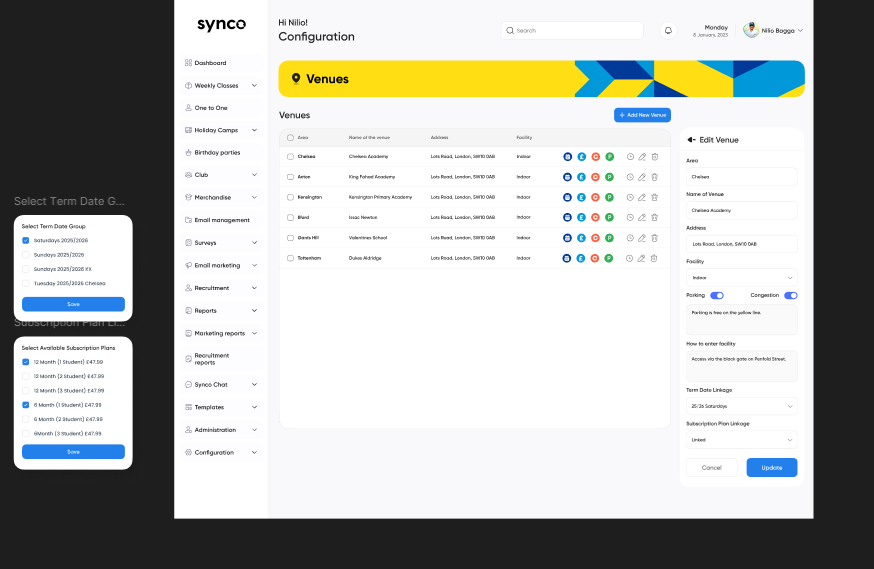 Select Term Date G...
Select Term Date Group
Saturdays 2025/2026
Sundays 2025/2026
Sundays 2025/2026 KX
Tuesday 2025/2026 Chelsea
Save
Subscription Plan Li...
Select Available Subscription Plans
12 Month (1 Student) £47.99
12 Month (2 Student) £47.99
12 Month (3 Student) £47.99
6 Month (1 Student) £47.99
6 Month (2 Student) £47.99
6Month (3 Student) £47.99
Save
synco
Dashboard
Weekly Classes
One to One
Holiday Camps
Birthday parties
Club
Merchandise
Email management
Surveys
Email marketing
Recruitment
Reports
Marketing reports
Recruitment
reports
Synco Chat
Templates
Administration
Configuration
Hi Nilio!
Configuration
Search
Monday
8 January, 2023
Nilio Bagga
Venues
Venues
+ Add New Venue
Area Name of the venue Address Facility
Chelsea Chelsea Academy Lots Road, London, SW10 0AB Indoor
Acton King Fahad Academy Lots Road, London, SW10 0AB Indoor
Kensington Kensington Primary Academy Lots Road, London, SW10 0AB Indoor
Ilford Issac Newton Lots Road, London, SW10 0AB Indoor
Gants Hill Valentines School Lots Road, London, SW10 0AB Indoor
Tottenham Dukes Aldridge Lots Road, London, SW10 0AB Indoor
Edit Venue
Area
Chelsea
Name of Venue
Chelsea Academy
Address
Lots Road, London, SW10 0AB
Facility
Indoor
Parking Congestion
Parking is free on the yellow line.
How to enter facility
Access via the black gate on Penfold Street.
Term Date Linkage
25/26 Saturdays
Subscription Plan Linkage
Linked
Cancel
Update